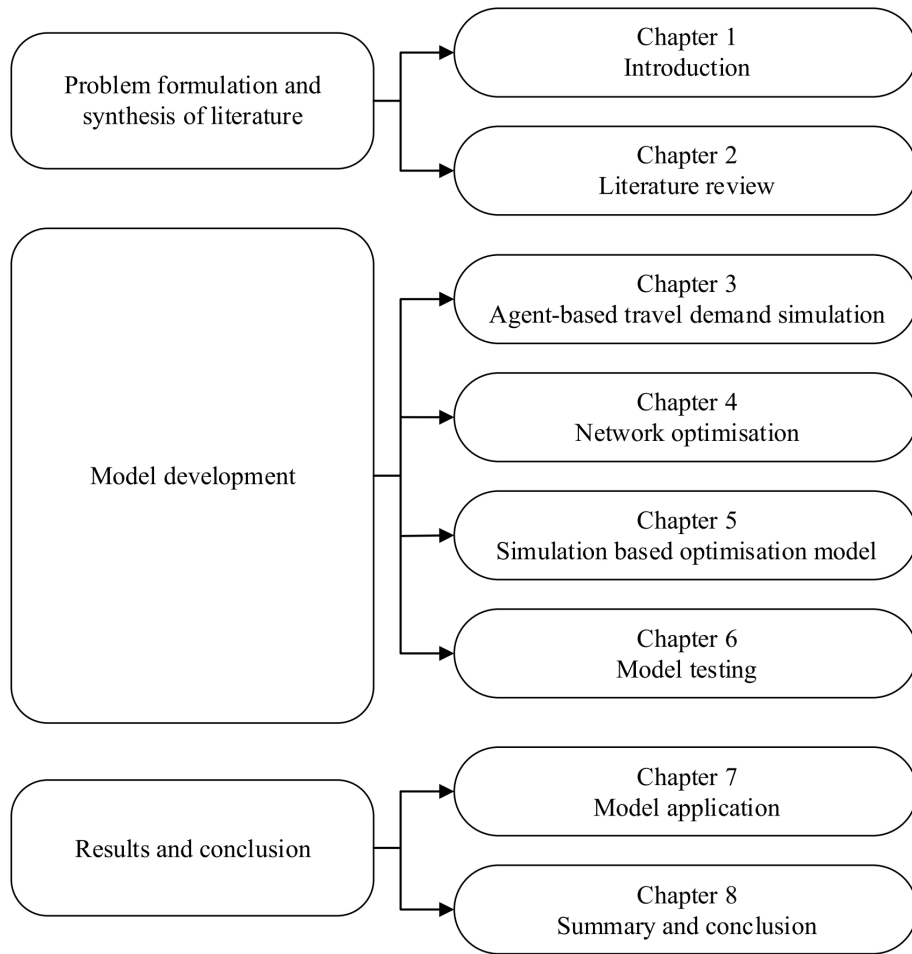 Problem formulation and
synthesis of literature
Chapter 1
Introduction
Chapter 2
Literature review
Model development
Chapter 3
Agent-based travel demand simulation
Chapter 4
Network optimisation
Chapter 5
Simulation based optimisation model
Chapter 6
Model testing
Results and conclusion
Chapter 7
Model application
Chapter 8
Summary and conclusion